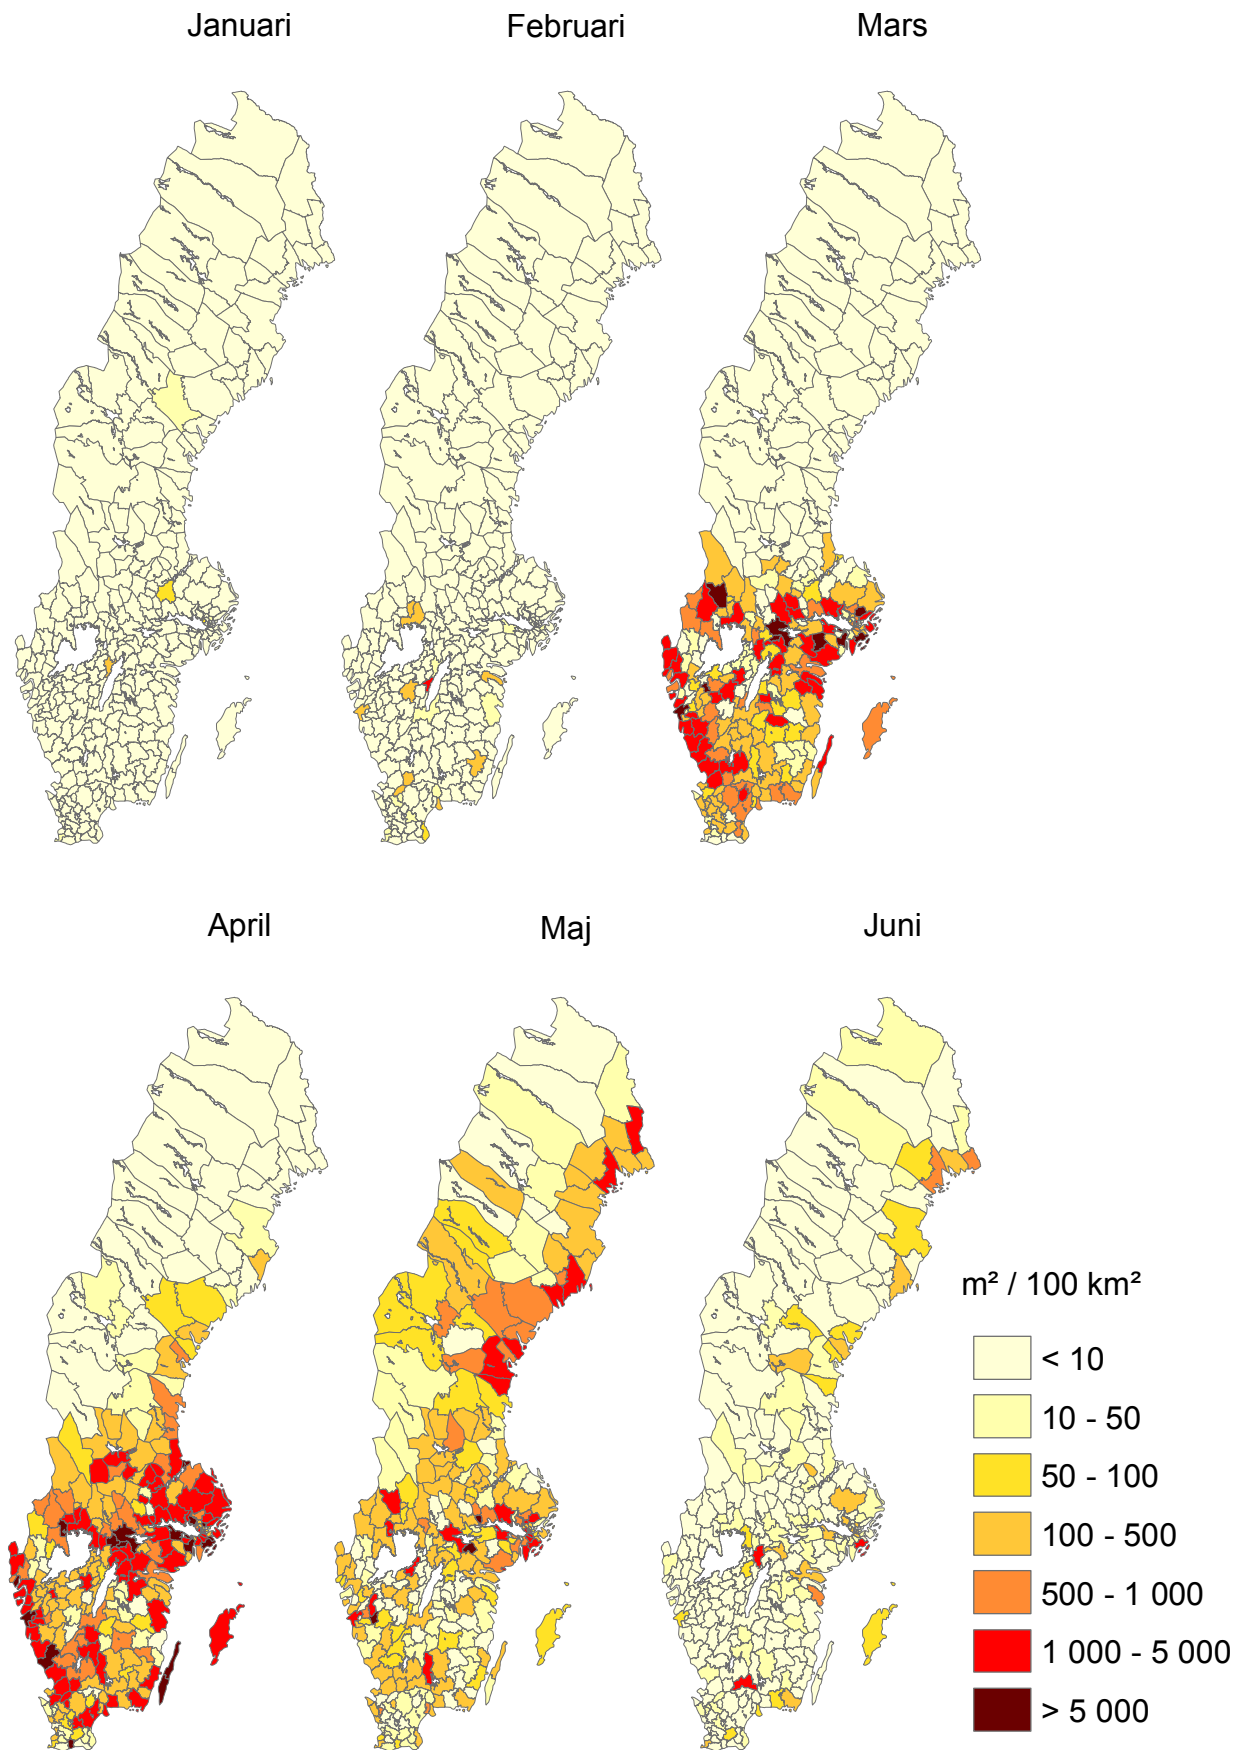 Januari
Februari
Mars
April
Maj
Juni
m² / 100 km²
< 10
10 - 50
50 - 100
100 - 500
500 - 1 000
1 000 - 5 000
> 5 000